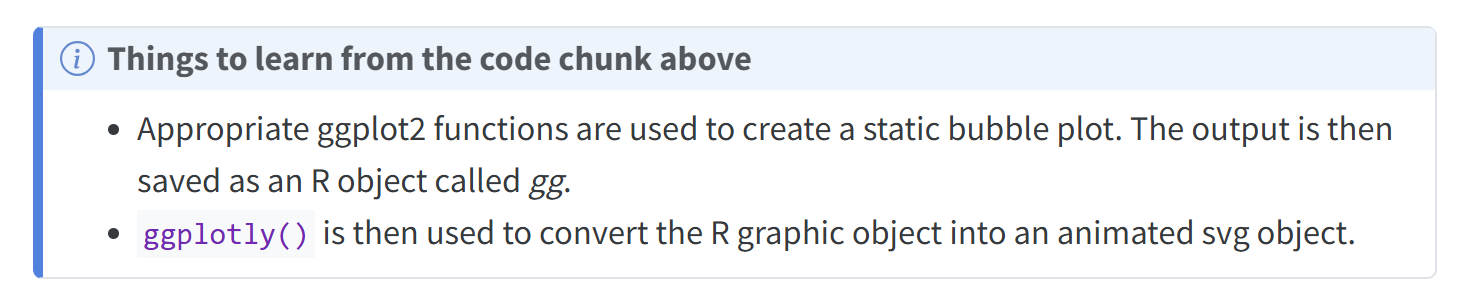 Things to learn from the code chunk above
• Appropriate ggplot2 functions are used to create a static bubble plot. The output is then
saved as an R object called gg.
• ggplotly() is then used to convert the R graphic object into an animated svg object.